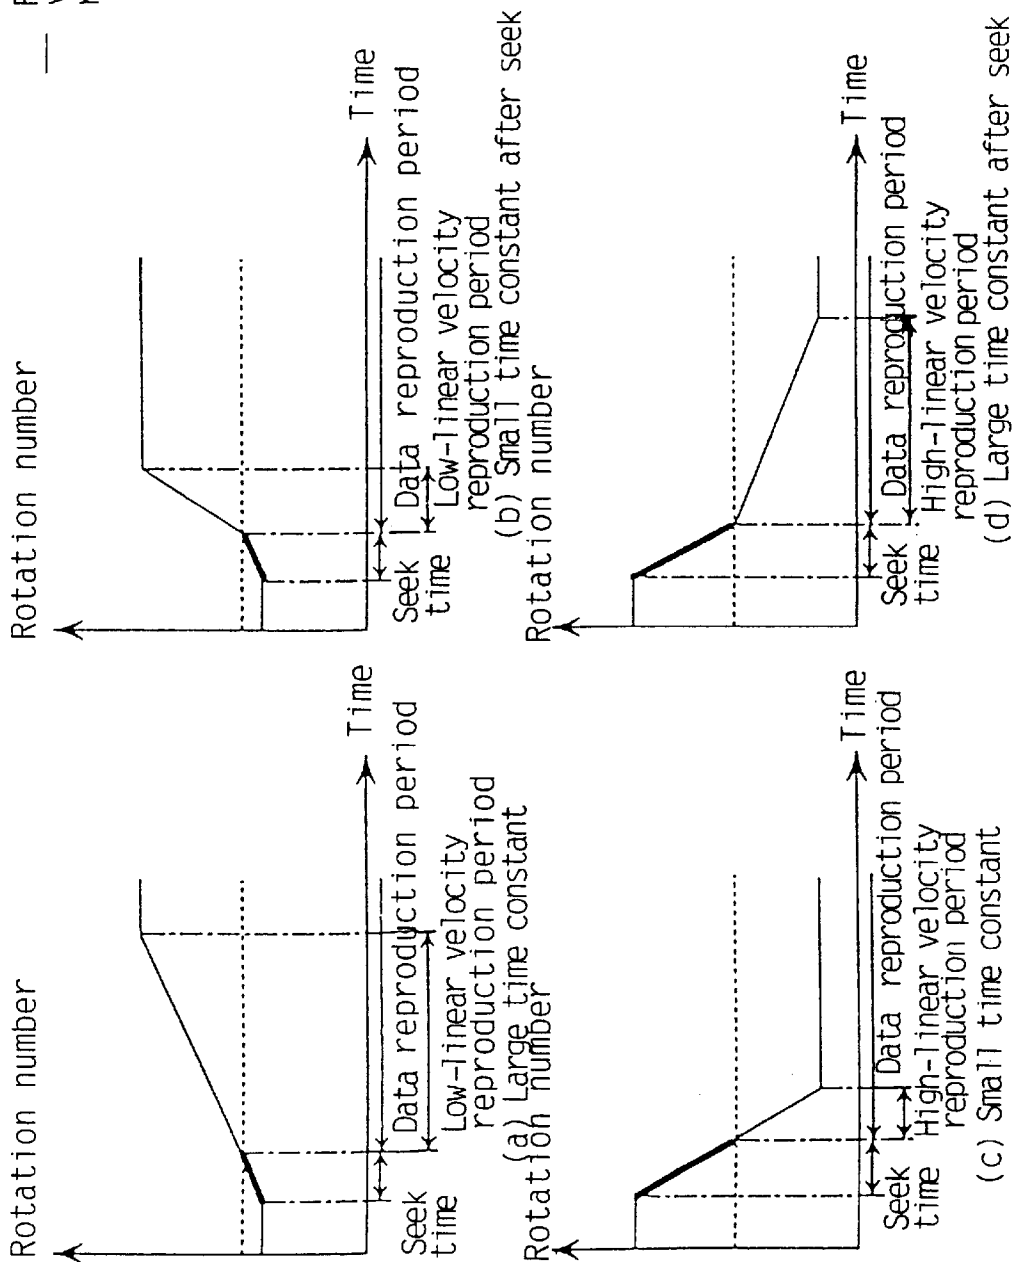 Rotation number
Time
Seek
time
Data reproduction period
Low-linear velocity
reproduction period
(a) Large time constant
Rotation number
Time
Seek
time
Data reproduction period
Low-linear velocity
reproduction period
(b) Small time constant after seek
Rotation number
Time
Seek
time
Data reproduction period
High-linear velocity
reproduction period
(c) Small time constant
Rotation number
Time
Seek
time
Data reproduction period
High-linear velocity
reproduction period
(d) Large time constant after seek